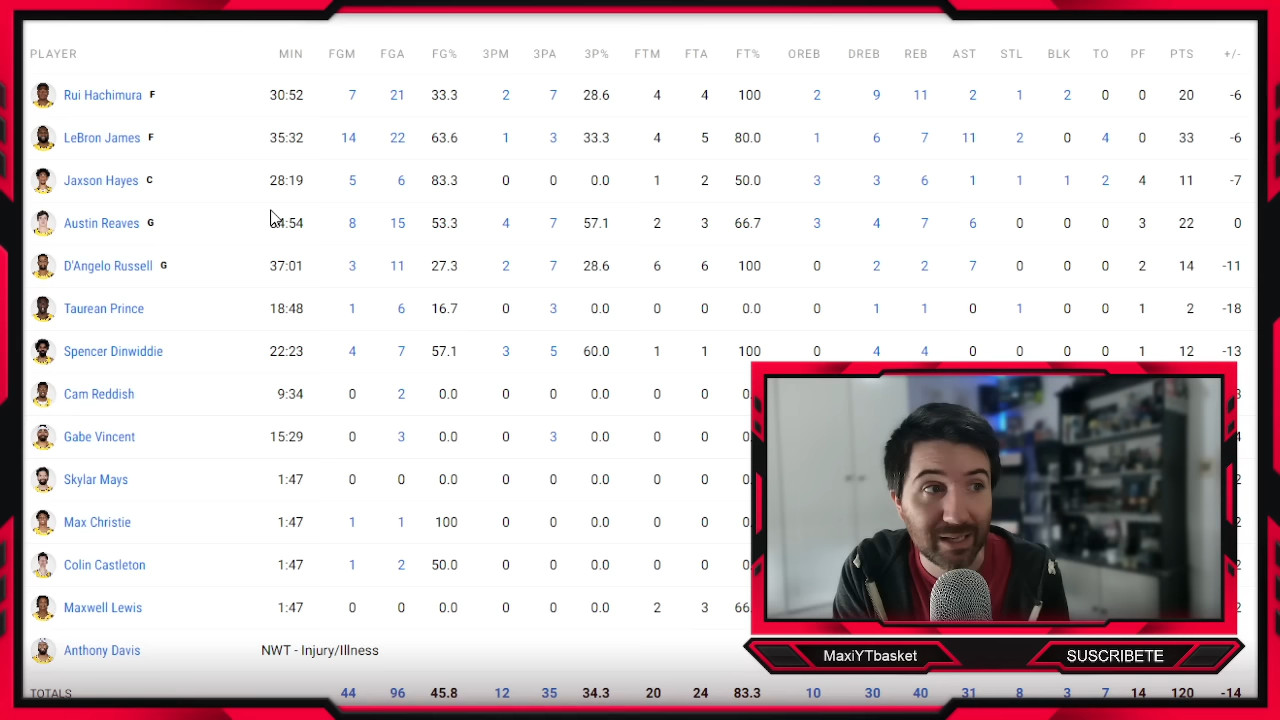 PLAYER MIN FGM FGA FG% 3PM 3PA 3P% FTM FTA FT% OREB DREB REB AST STL BLK TO PF PTS +/-
Rui Hachimura F 30:52 7 21 33.3 2 7 28.6 4 4 100 2 9 11 2 1 2 0 0 20 -6
LeBron James F 35:32 14 22 63.6 1 3 33.3 4 5 80.0 1 6 7 11 2 0 4 0 33 -6
Jaxson Hayes C 28:19 5 6 83.3 0 0 0.0 1 2 50.0 3 3 6 1 1 1 2 4 11 -7
Austin Reaves G 8 15 53.3 4 7 57.1 2 3 66.7 3 4 7 6 0 0 0 3 22 0
D'Angelo Russell G 37:01 3 11 27.3 2 7 28.6 6 6 100 0 2 2 7 0 0 0 2 14 -11
Taurean Prince 18:48 1 6 16.7 0 3 0.0 0 0 0.0 0 1 1 0 1 0 0 1 2 -18
Spencer Dinwiddie 22:23 4 7 57.1 3 5 60.0 1 1 100 0 4 4 0 0 0 0 1 12 -13
Cam Reddish 9:34 0 2 0.0 0 0 0.0 0 0
Gabe Vincent 15:29 0 3 0.0 0 3 0.0 0 0
Skylar Mays 1:47 0 0 0.0 0 0 0.0 0 0
Max Christie 1:47 1 1 100 0 0 0.0 0 0
Colin Castleton 1:47 1 2 50.0 0 0 0.0 0 0
Maxwell Lewis 1:47 0 0 0.0 0 0 0.0 2 3
Anthony Davis NWT - Injury/Illness
MaxiYTbasket SUSCRIBETE
TOTALS 44 96 45.8 12 35 34.3 20 24 83.3 10 30 40 31 8 3 7 14 120 -14